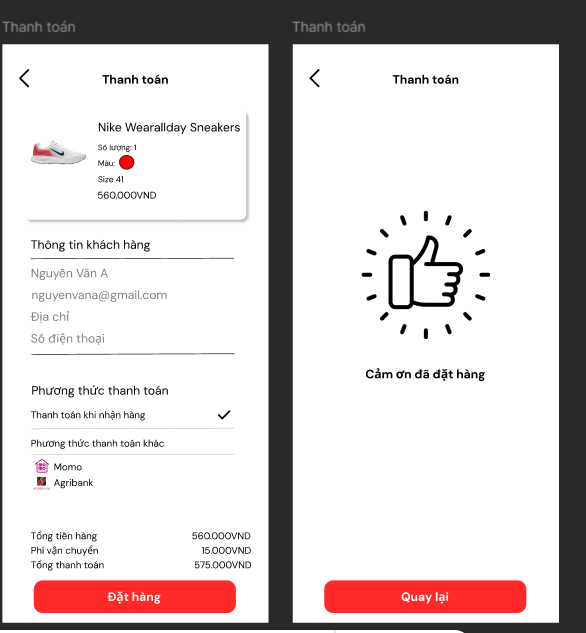 Thanh toán
Thanh toán
Nike Wearallday Sneakers
Số lượng: 1
Màu:
Size 41
560.000VND
Thông tin khách hàng
Nguyên Văn A
nguyenvana@gmail.com
Địa chỉ
Số điện thoại
Phương thức thanh toán
Thanh toán khi nhận hàng
Phương thức thanh toán khác
Momo
Agribank
Tổng tiên hàng 560.000VND
Phí vận chuyển 15.000VND
Tổng thanh toán 575.000VND
Đặt hàng
Thanh toán
Thanh toán
Cảm ơn đã đặt hàng
Quay lại